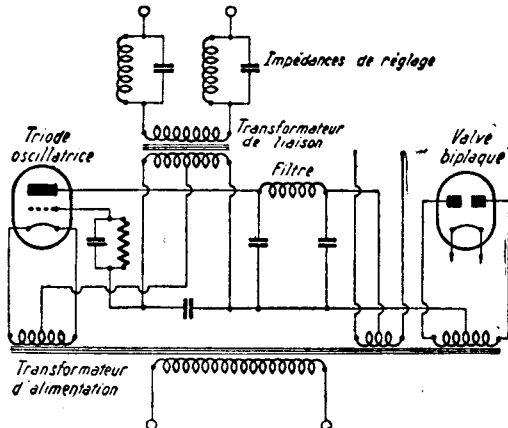 Impédances de réglage
Transformateur
de liaison
Triode
oscillatrice
Filtre
Valve
biplaque
Transformateur
d'alimentation